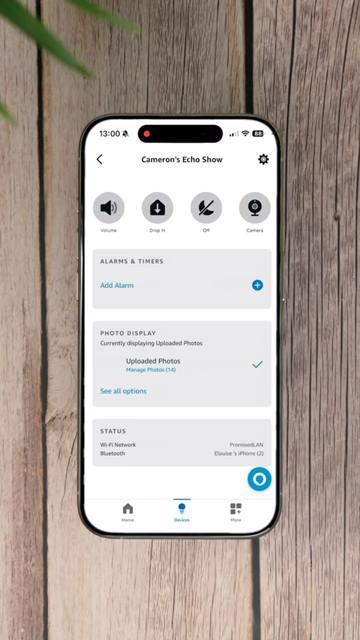 13:00
88
Cameron's Echo Show
Volume
Drop In
Off
Camera
ALARMS & TIMERS
Add Alarm
PHOTO DISPLAY
Currently displaying Uploaded Photos
Uploaded Photos
Manage Photos (14)
See all options
STATUS
Wi-Fi Network PromisedLAN
Bluetooth Elouise 's iPhone (2)
Home
Devices
More